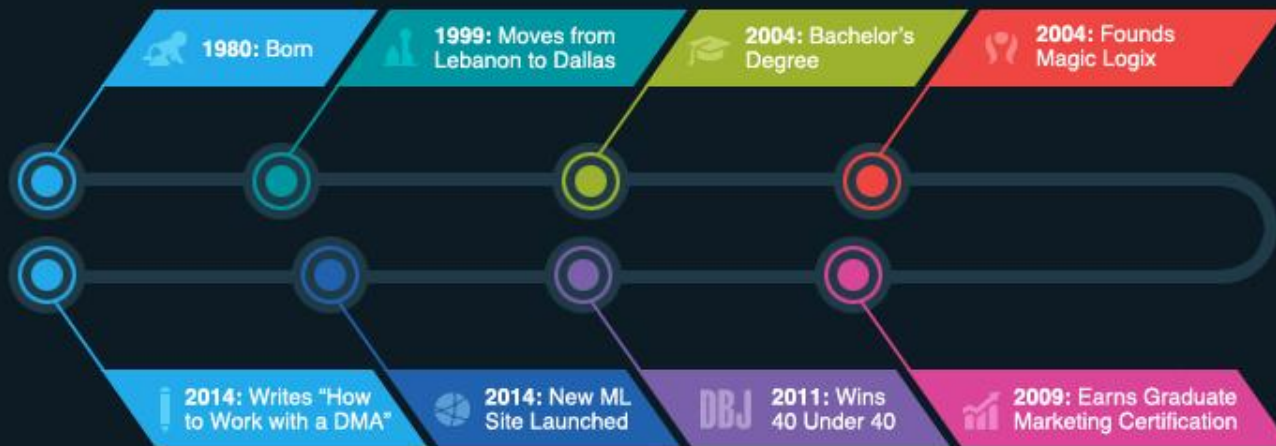 1980: Born
1999: Moves from
Lebanon to Dallas
2004: Bachelor's
Degree
2004: Founds
Magic Logix
2014: Writes “How
to Work with a DMA”
2014: New ML
Site Launched
DBJ
2011: Wins
40 Under 40
2009: Earns Graduate
Marketing Certification